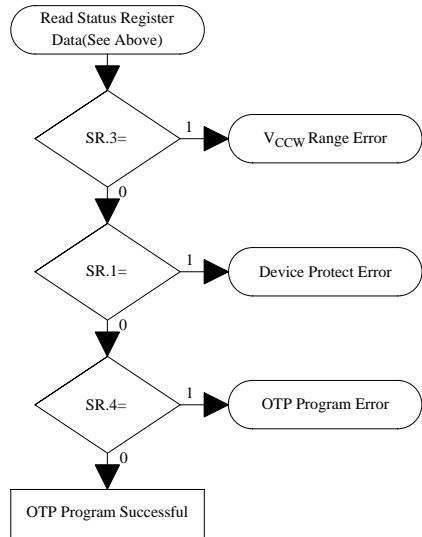 Read Status Register
Data(See Above)
SR.3=
1
VCCW Range Error
0
SR.1=
1
Device Protect Error
0
SR.4=
1
OTP Program Error
0
OTP Program Successful